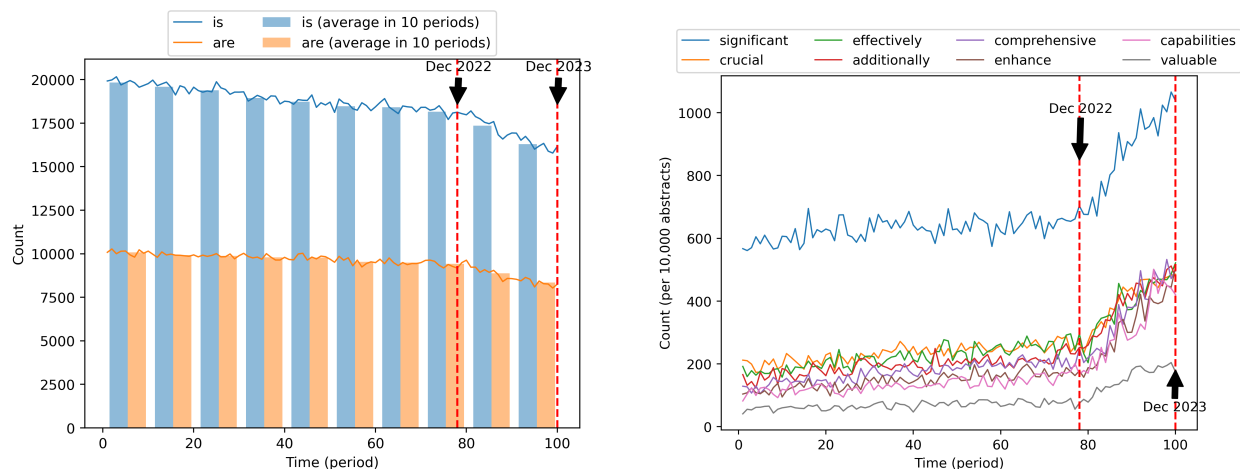 is is (average in 10 periods)
are are (average in 10 periods)
Dec 2022 Dec 2023
20000
17500
15000
12500
10000
7500
5000
2500
0
Count
0 20 40 60 80 100
Time (period)
significant effectively comprehensive capabilities
crucial additionally enhance valuable
Dec 2022
1000
800
600
400
200
0
Count (per 10,000 abstracts)
Dec 2023
0 20 40 60 80 100
Time (period)